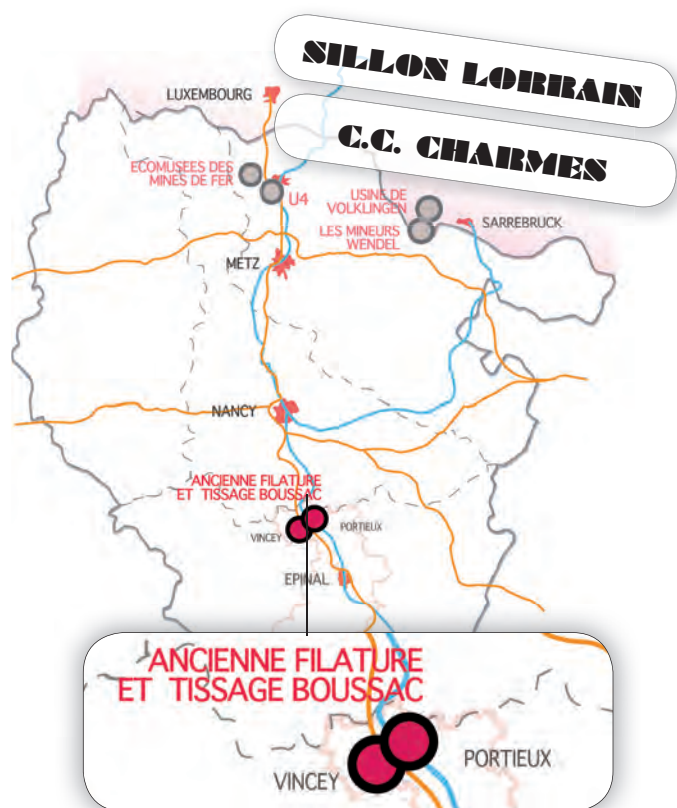 SILLON LORRAIN
C.C. CHARMES
LUXEMBOURG
ECOMUSEES DES
MINES DE FER
U4
USINE DE
VOLKLINGEN
LES MINEURS
WENDEL
SARREBRUCK
METZ
NANCY
ANCIENNE FILATURE
ET TISSAGE BOUSSAC
VINCEY
PORTIEUX
EPINAL
ANCIENNE FILATURE
ET TISSAGE BOUSSAC
PORTIEUX
VINCEY